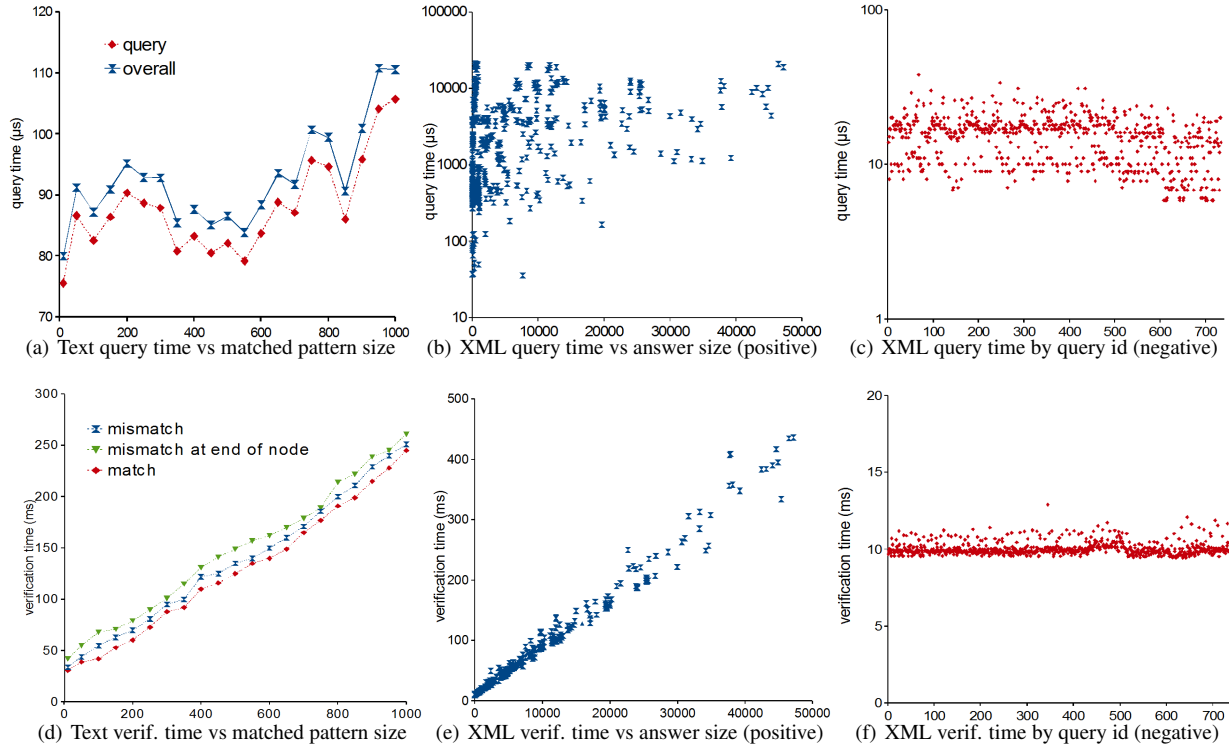 120
110
100
90
80
70
query time (μs)
query
overall
0 200 400 600 800 1000
(a) Text query time vs matched pattern size
100000
10000
1000
100
10
query time (μs)
0 10000 20000 30000 40000 50000
(b) XML query time vs answer size (positive)
100
10
1
query time (μs)
0 100 200 300 400 500 600 700
(c) XML query time by query id (negative)
300
250
200
150
100
50
0
verification time (ms)
mismatch
mismatch at end of node
match
0 200 400 600 800 1000
(d) Text verif. time vs matched pattern size
500
400
300
200
100
0
verification time (ms)
0 10000 20000 30000 40000 50000
(e) XML verif. time vs answer size (positive)
20
15
10
5
0
verification time (ms)
0 100 200 300 400 500 600 700
(f) XML verif. time by query id (negative)